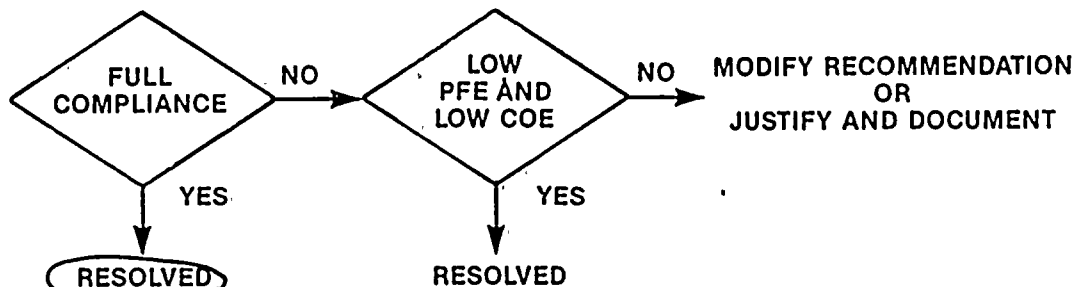 FULL
COMPLIANCE
NO
LOW
PFE AND
LOW COE
NO
MODIFY RECOMMENDATION
OR
JUSTIFY AND DOCUMENT
YES
YES
RESOLVED
RESOLVED